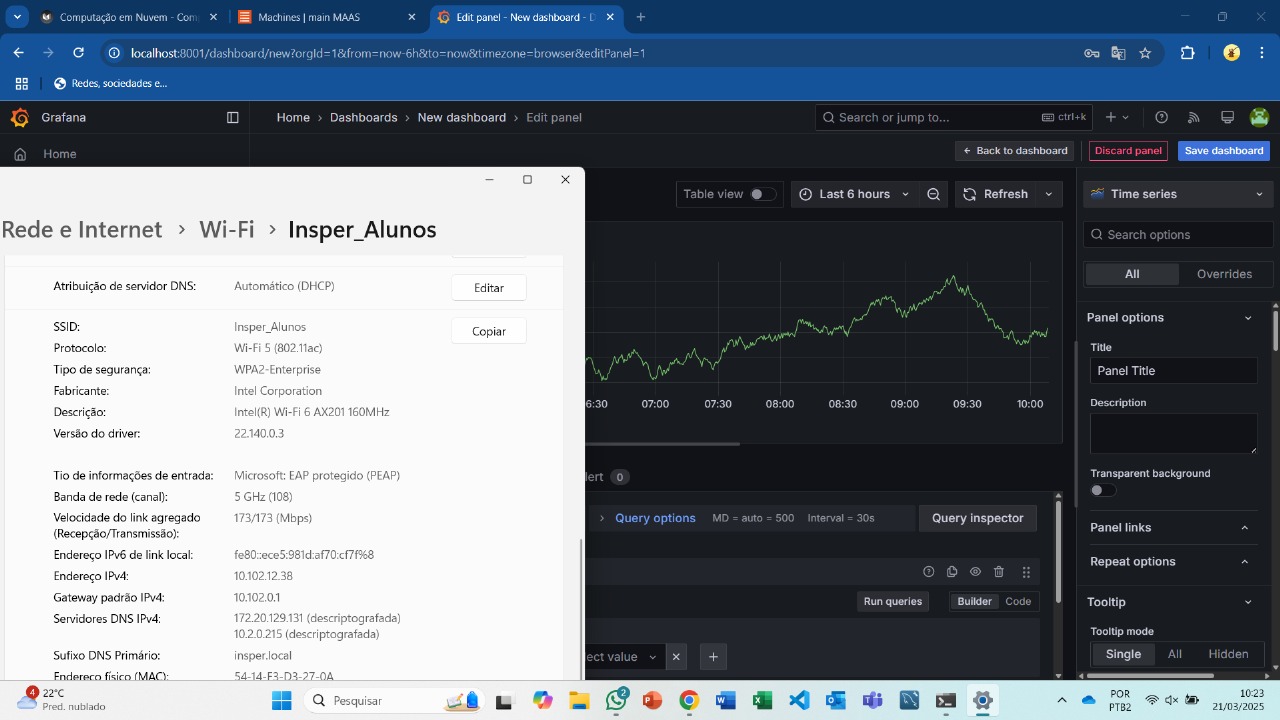 Computação em Nuvem - Com
Machines | main MAAS
Edit panel - New dashboard - D
localhost:8001/dashboard/new?orgId=1&from=now-6h&to=now&timezone=browser&editPanel=1
Redes, sociedades e...
Grafana
Home › Dashboards › New dashboard › Edit panel
Search or jump to...
ctrl+k
Home
Back to dashboard
Discard panel
Save dashboard
Table view
Last 6 hours
Refresh
Time series
Search options
All
Overrides
Rede e Internet › Wi-Fi › Insper_Alunos
Atribuição de servidor DNS: Automático (DHCP)
Editar
SSID: Insper_Alunos
Copiar
Protocolo: Wi-Fi 5 (802.11ac)
Tipo de segurança: WPA2-Enterprise
Fabricante: Intel Corporation
Descrição: Intel(R) Wi-Fi 6 AX201 160MHz
Versão do driver: 22.140.0.3
Tio de informações de entrada: Microsoft: EAP protegido (PEAP)
Banda de rede (canal): 5 GHz (108)
Velocidade do link agregado 173/173 (Mbps)
(Recepção/Transmissão):
Endereço IPv6 de link local: fe80::ece5:981d:af70:cf7f%8
Endereço IPv4: 10.102.12.38
Gateway padrão IPv4: 10.102.0.1
Servidores DNS IPv4: 172.20.129.131 (descriptografada)
10.2.0.215 (descriptografada)
Sufixo DNS Primário: insper.local
Endereço físico (MAC): 54-14-F3-D3-27-0A
6:30 07:00 07:30 08:00 08:30 09:00 09:30 10:00
lert 0
Query options MD = auto = 500 Interval = 30s
Query inspector
Run queries
Builder
Code
ect value
Panel options
Title
Panel Title
Description
Transparent background
Panel links
Repeat options
Tooltip
Tooltip mode
Single
All
Hidden
4
22°C
Pred. nublado
Pesquisar
2
POR
PTB2
10:23
21/03/2025